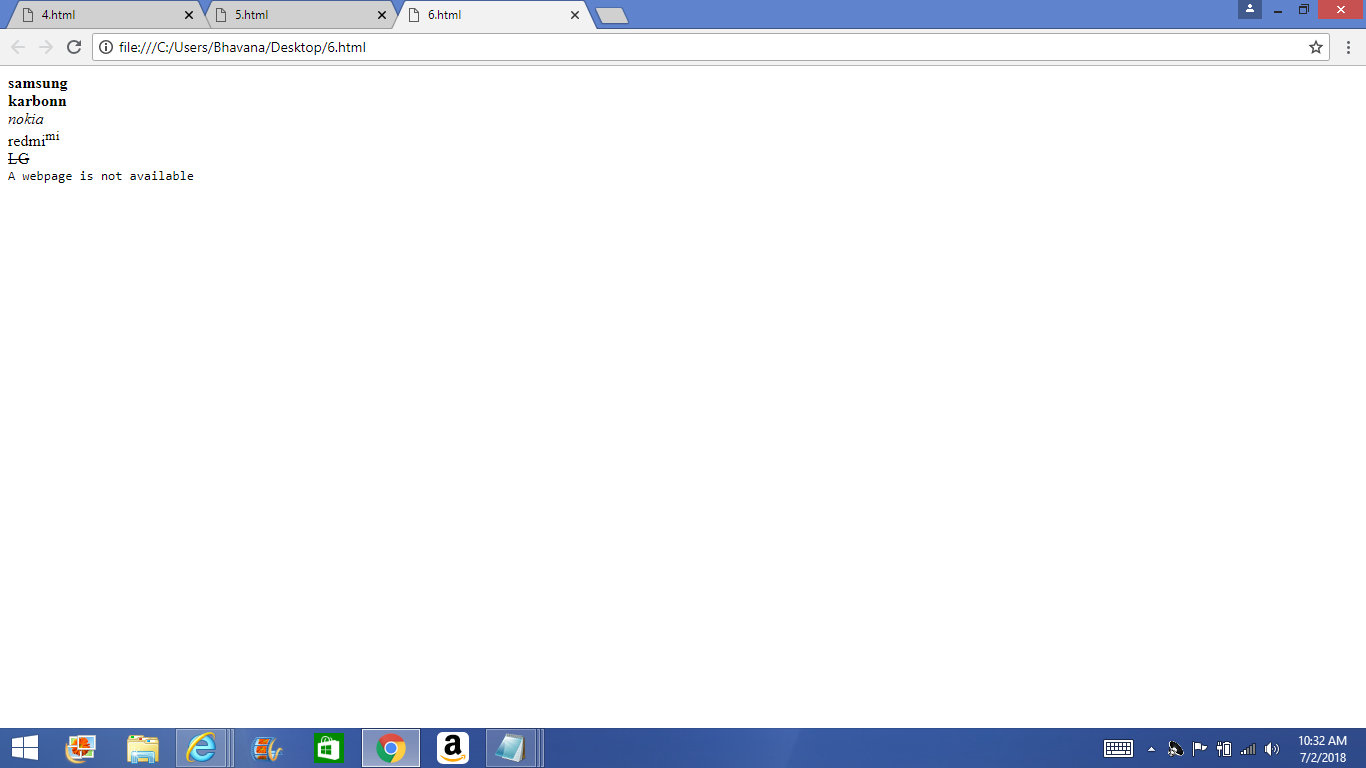 4.html
5.html
6.html
file:///C:/Users/Bhavana/Desktop/6.html
samsung
karbonn
nokia
redmimi
LG
A webpage is not available
a
10:32 AM
7/2/2018